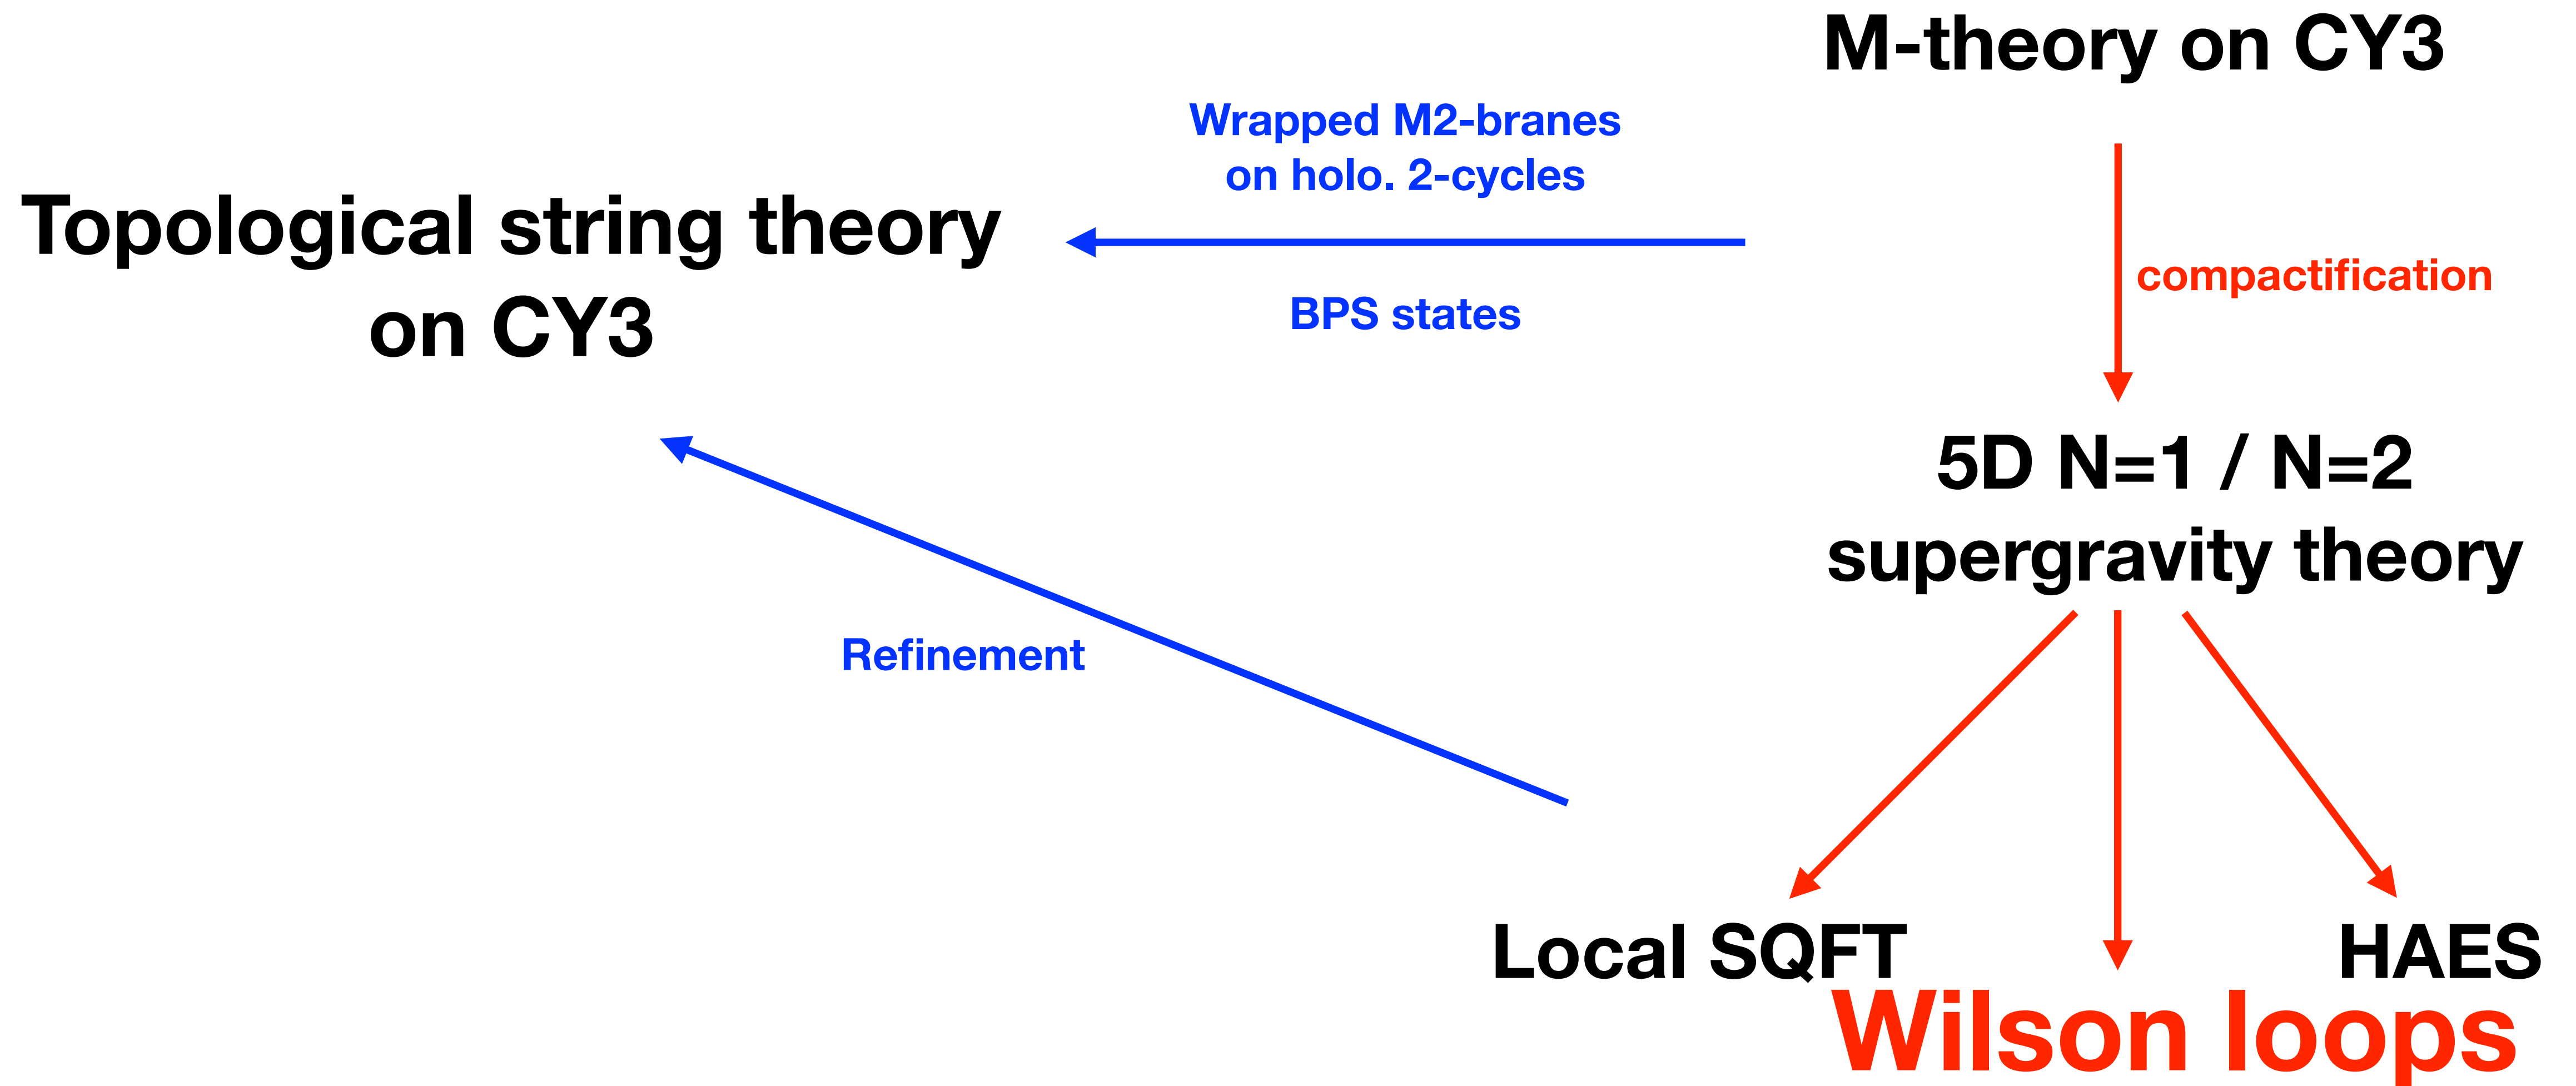 M-theory on CY3
Wrapped M2-branes
on holo. 2-cycles
Topological string theory
on CY3
BPS states
compactification
5D N=1 / N=2
supergravity theory
Refinement
Local SQFT
HAES
Wilson loops